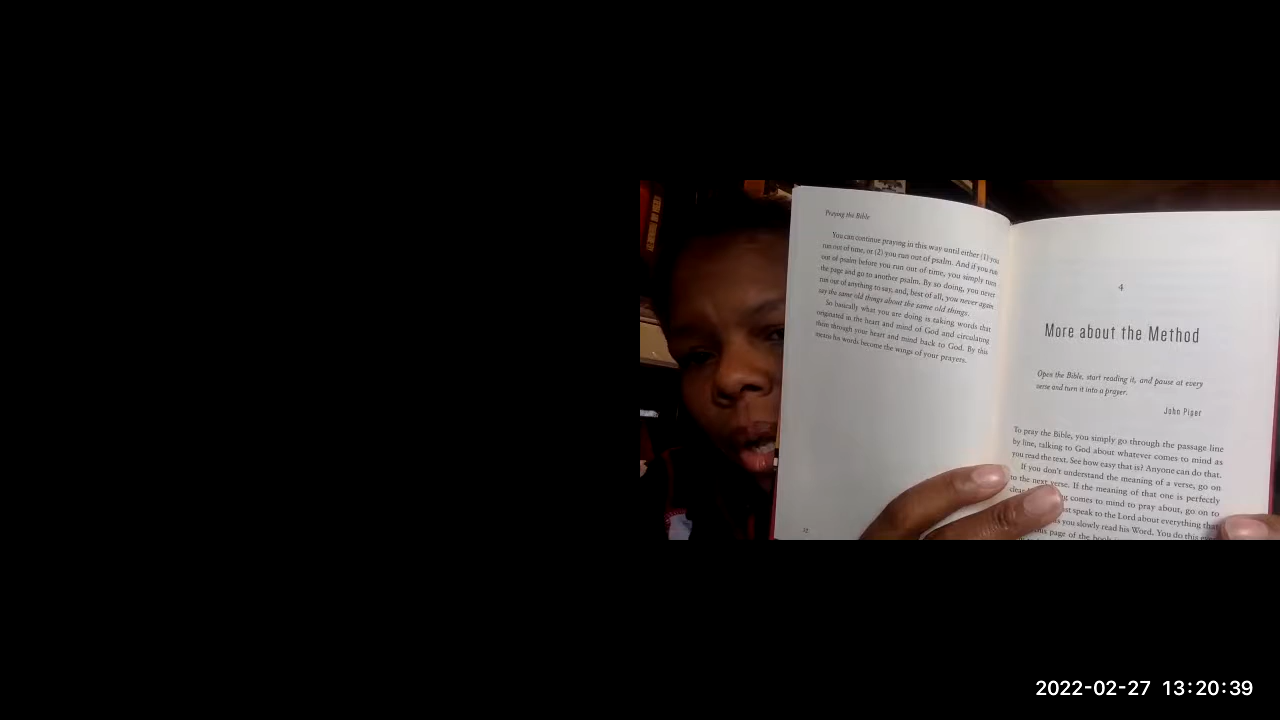 Praying the Bible
You can continue praying in this way until either (1) you
run out of time, or (2) you run out of psalm. And if you run
out of psalm before you run out of time, you simply turn
the page and go to another psalm. By so doing, you never
run out of anything to say, and, best of all, you never again
say the same old things about the same old things.
So basically what you are doing is taking words that
originated in the heart and mind of God and circulating
them through your heart and mind back to God. By this
means his words become the wings of your prayers.
4
More about the Method
Open the Bible, start reading it, and pause at every
verse and turn it into a prayer.
John Piper
To pray the Bible, you simply go through the passage line
by line, talking to God about whatever comes to mind as
you read the text. See how easy that is? Anyone can do that.
If you don't understand the meaning of a verse, go on
to the next verse. If the meaning of that one is perfectly
comes to mind to pray about, go on to
speak to the Lord about everything that
as you slowly read his Word. You do this
page of the
2022-02-27 13:20:39